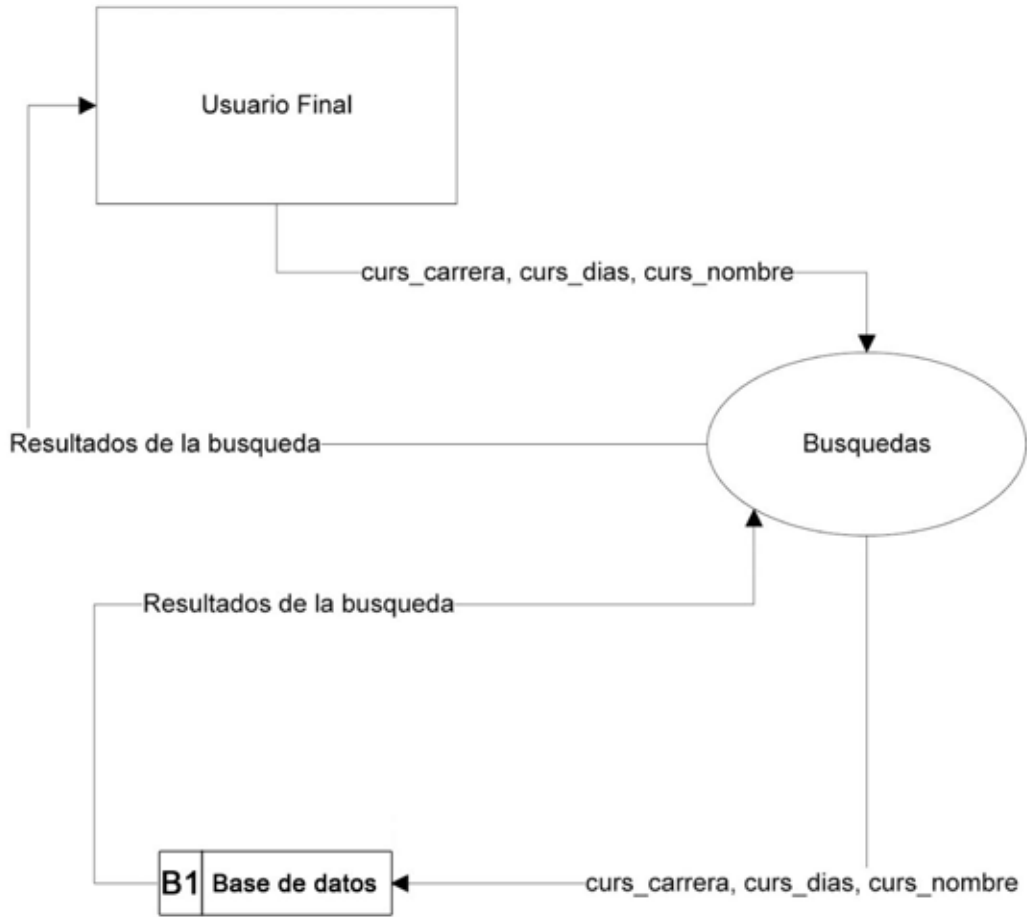 Usuario Final
curs_carrera, curs_dias, curs_nombre
Resultados de la busqueda
Busquedas
Resultados de la busqueda
B1 Base de datos
curs_carrera, curs_dias, curs_nombre